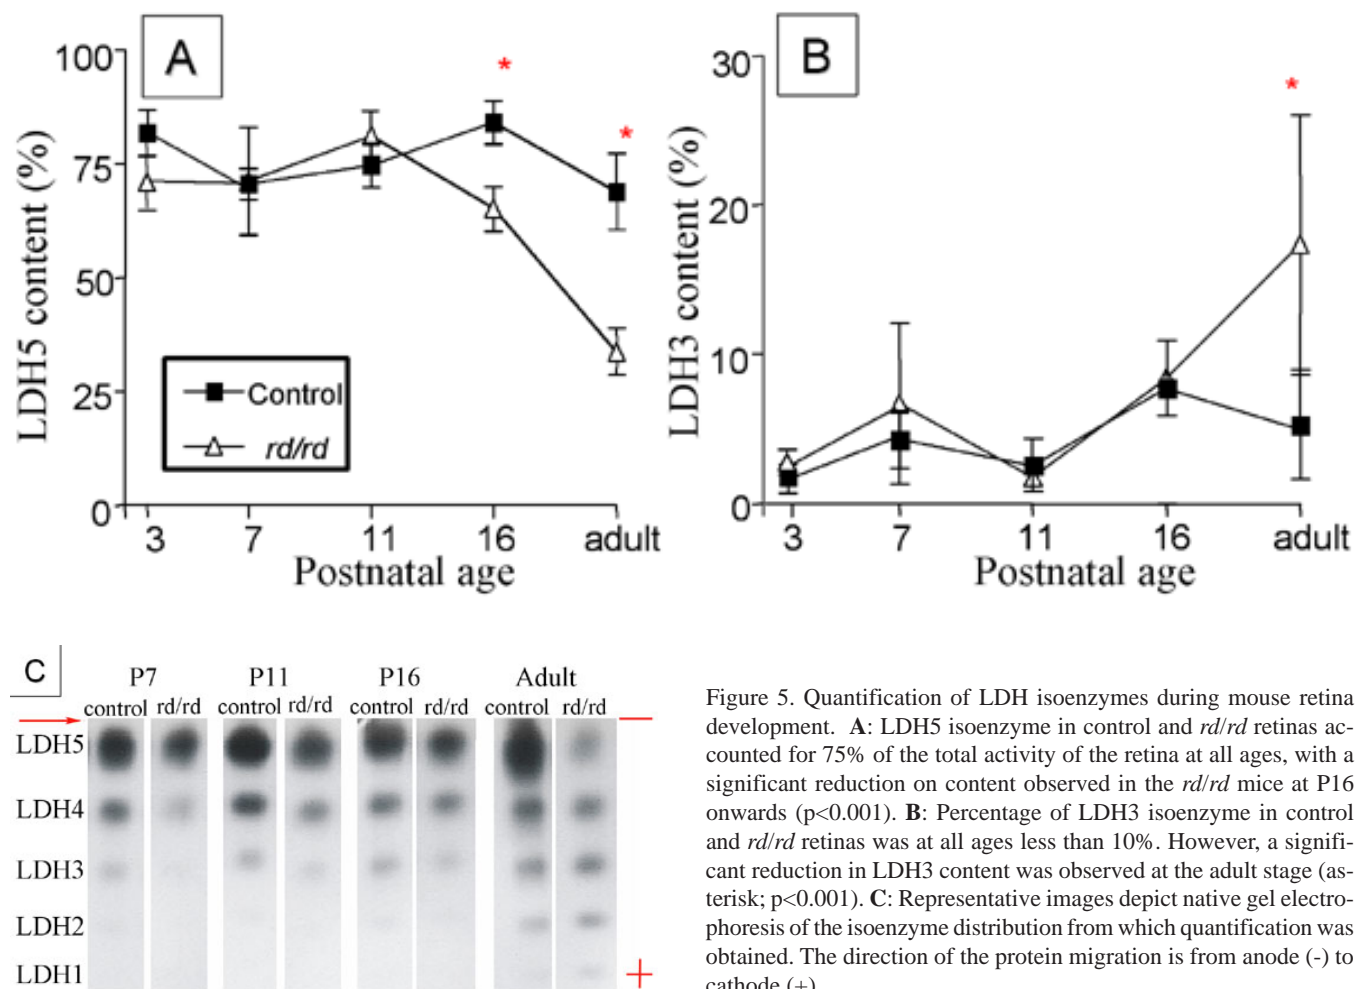 A
100
75
50
25
0
LDH5 content (%)
*
*
Control
rd/rd
3 7 11 16 adult
Postnatal age
B
30
20
10
0
LDH3 content (%)
*
3 7 11 16 adult
Postnatal age
C
P7 P11 P16 Adult
control rd/rd control rd/rd control rd/rd control rd/rd
LDH5
LDH4
LDH3
LDH2
LDH1
Figure 5. Quantification of LDH isoenzymes during mouse retina
development. A: LDH5 isoenzyme in control and rd/rd retinas ac-
counted for 75% of the total activity of the retina at all ages, with a
significant reduction on content observed in the rd/rd mice at P16
onwards (p<0.001). B: Percentage of LDH3 isoenzyme in control
and rd/rd retinas was at all ages less than 10%. However, a signifi-
cant reduction in LDH3 content was observed at the adult stage (as-
terisk; p<0.001). C: Representative images depict native gel electro-
phoresis of the isoenzyme distribution from which quantification was
obtained. The direction of the protein migration is from anode (-) to
cathode (+)